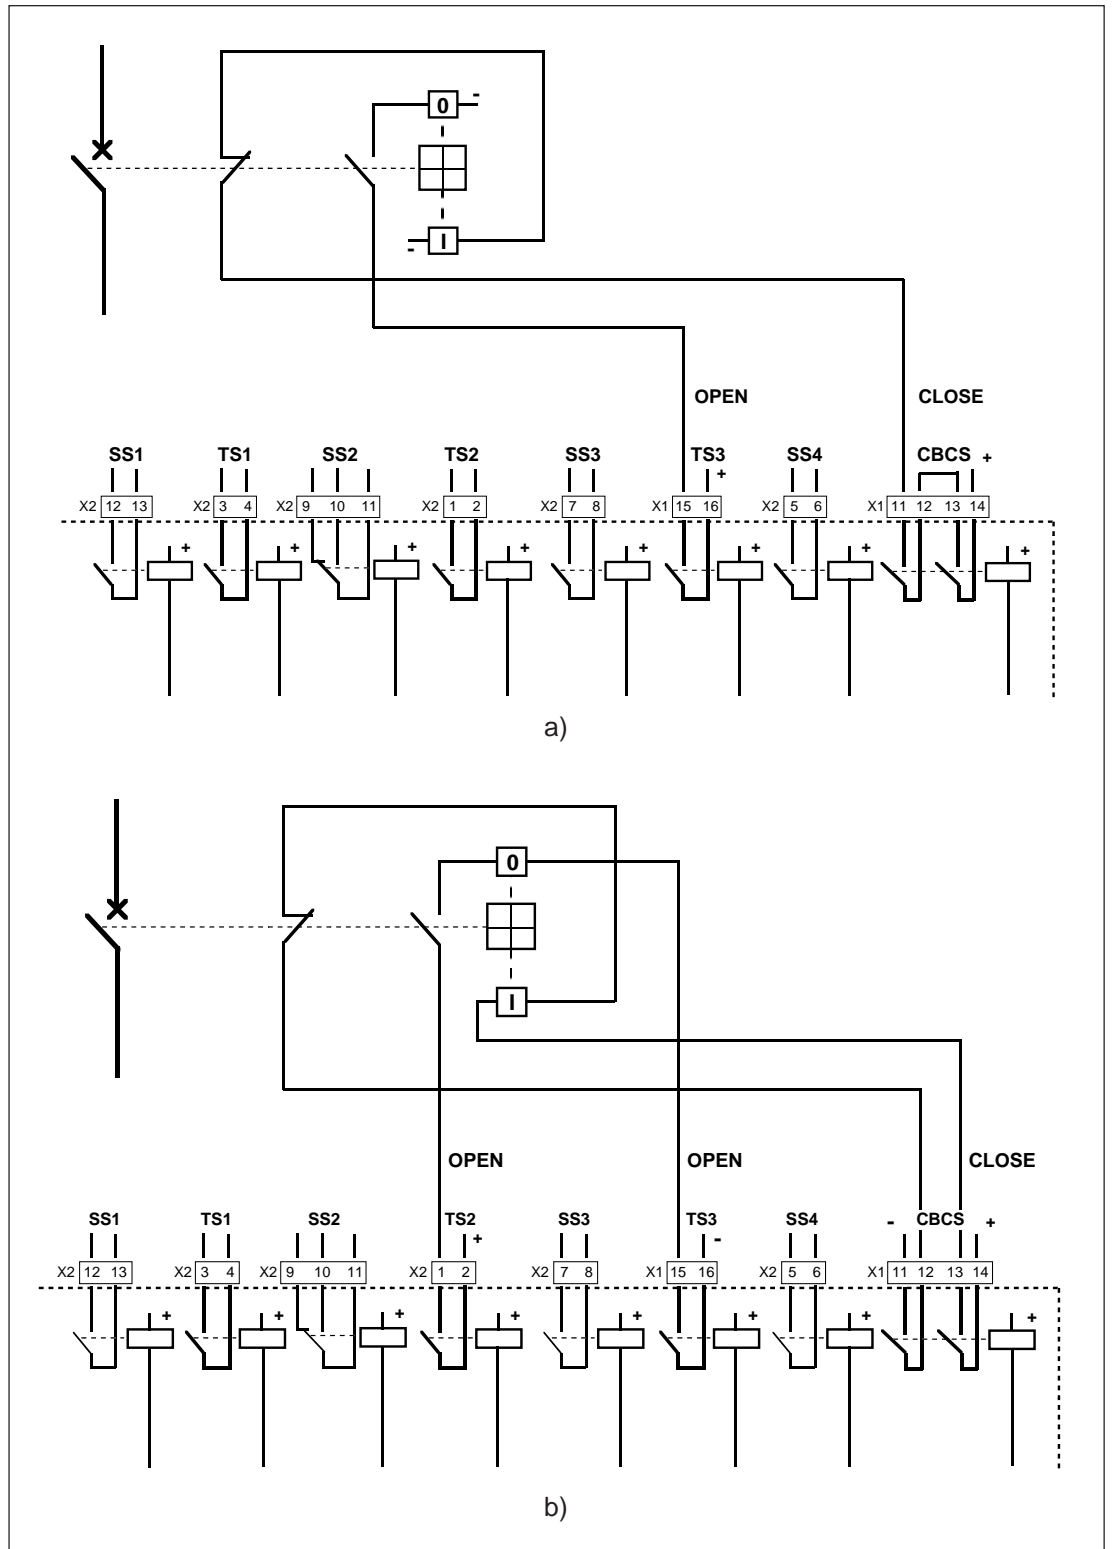 0 -
- I
OPEN CLOSE
SS1 TS1 SS2 TS2 SS3 TS3 SS4 CBCS +
+
X2 12 13 X2 3 4 X2 9 10 11 X2 1 2 X2 7 8 X1 15 16 X2 5 6 X1 11 12 13 14
+ + + + + + + +
a)
0
I
OPEN OPEN CLOSE
SS1 TS1 SS2 TS2 SS3 TS3 SS4 - CBCS +
+ -
X2 12 13 X2 3 4 X2 9 10 11 X2 1 2 X2 7 8 X1 15 16 X2 5 6 X1 11 12 13 14
+ + + + + + + +
b)